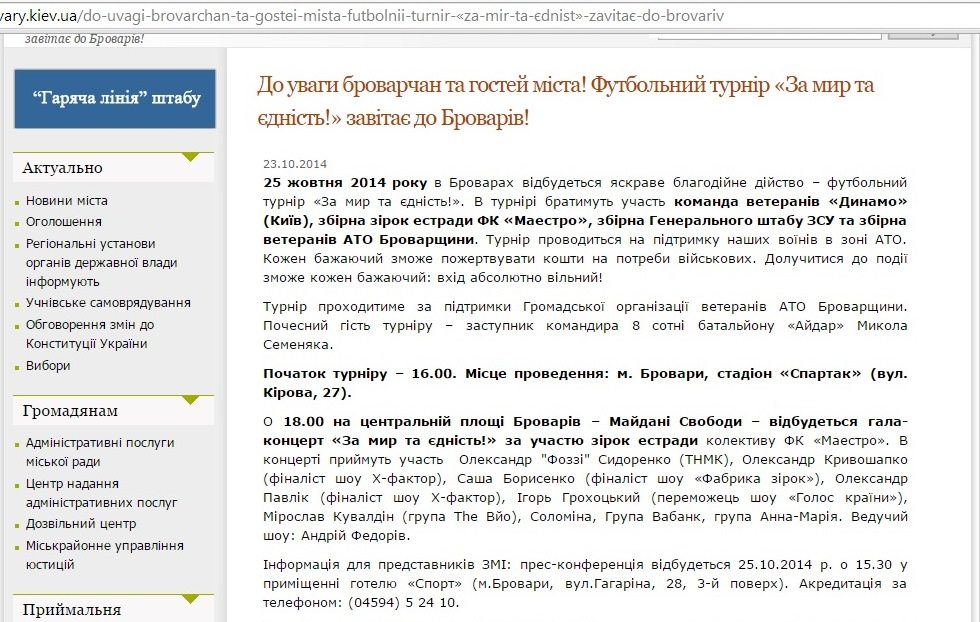 vary.kiev.ua/do-uvagi-brovarchan-ta-gostei-mista-futbolnii-turnir-«za-mir-ta-єdnist»-zavitaє-do-brovariv
завітає до Броварів!
“Гаряча лінія” штабу
Актуально
Новини міста
Оголошення
Регіональні установи
органів державної влади
інформують
Учнівське самоврядування
Обговорення змін до
Конституції України
Вибори
Громадянам
Адміністративні послуги
міської ради
Центр надання
адміністративних послуг
Дозвільний центр
Міськрайонне управління
юстицій
Приймальня
До уваги броварчан та гостей міста! Футбольний турнір «За мир та
єдність!» завітає до Броварів!
23.10.2014
25 жовтня 2014 року в Броварах відбудеться яскраве благодійне дійство – футбольний
турнір «За мир та єдність!». В турнірі братимуть участь команда ветеранів «Динамо»
(Київ), збірна зірок естради ФК «Маестро», збірна Генерального штабу ЗСУ та збірна
ветеранів АТО Броварщини. Турнір проводиться на підтримку наших воїнів в зоні АТО.
Кожен бажаючий зможе пожертвувати кошти на потреби військових. Долучитися до події
зможе кожен бажаючий: вхід абсолютно вільний!
Турнір проходитиме за підтримки Громадської організації ветеранів АТО Броварщини.
Почесний гість турніру – заступник командира 8 сотні батальйону «Айдар» Микола
Семеняка.
Початок турніру – 16.00. Місце проведення: м. Бровари, стадіон «Спартак» (вул.
Кірова, 27).
О 18.00 на центральній площі Броварів – Майдані Свободи – відбудеться гала-
концерт «За мир та єдність!» за участю зірок естради колективу ФК «Маестро». В
концерті приймуть участь Олександр "Фоззі" Сидоренко (ТНМК), Олександр Кривошапко
(фіналіст шоу Х-фактор), Саша Борисенко (фіналіст шоу «Фабрика зірок»), Олександр
Павлік (фіналіст шоу Х-фактор), Ігорь Грохоцький (переможець шоу «Голос країни»),
Мірослав Кувалдін (група The Вйо), Соломіна, Група Вабанк, група Анна-Марія. Ведучий
шоу: Андрій Федорів.
Інформація для представників ЗМІ: прес-конференція відбудеться 25.10.2014 р. о 15.30 у
приміщенні готелю «Спорт» (м.Бровари, вул.Гагаріна, 28, 3-й поверх). Акредитація за
телефоном: (04594) 5 24 10.